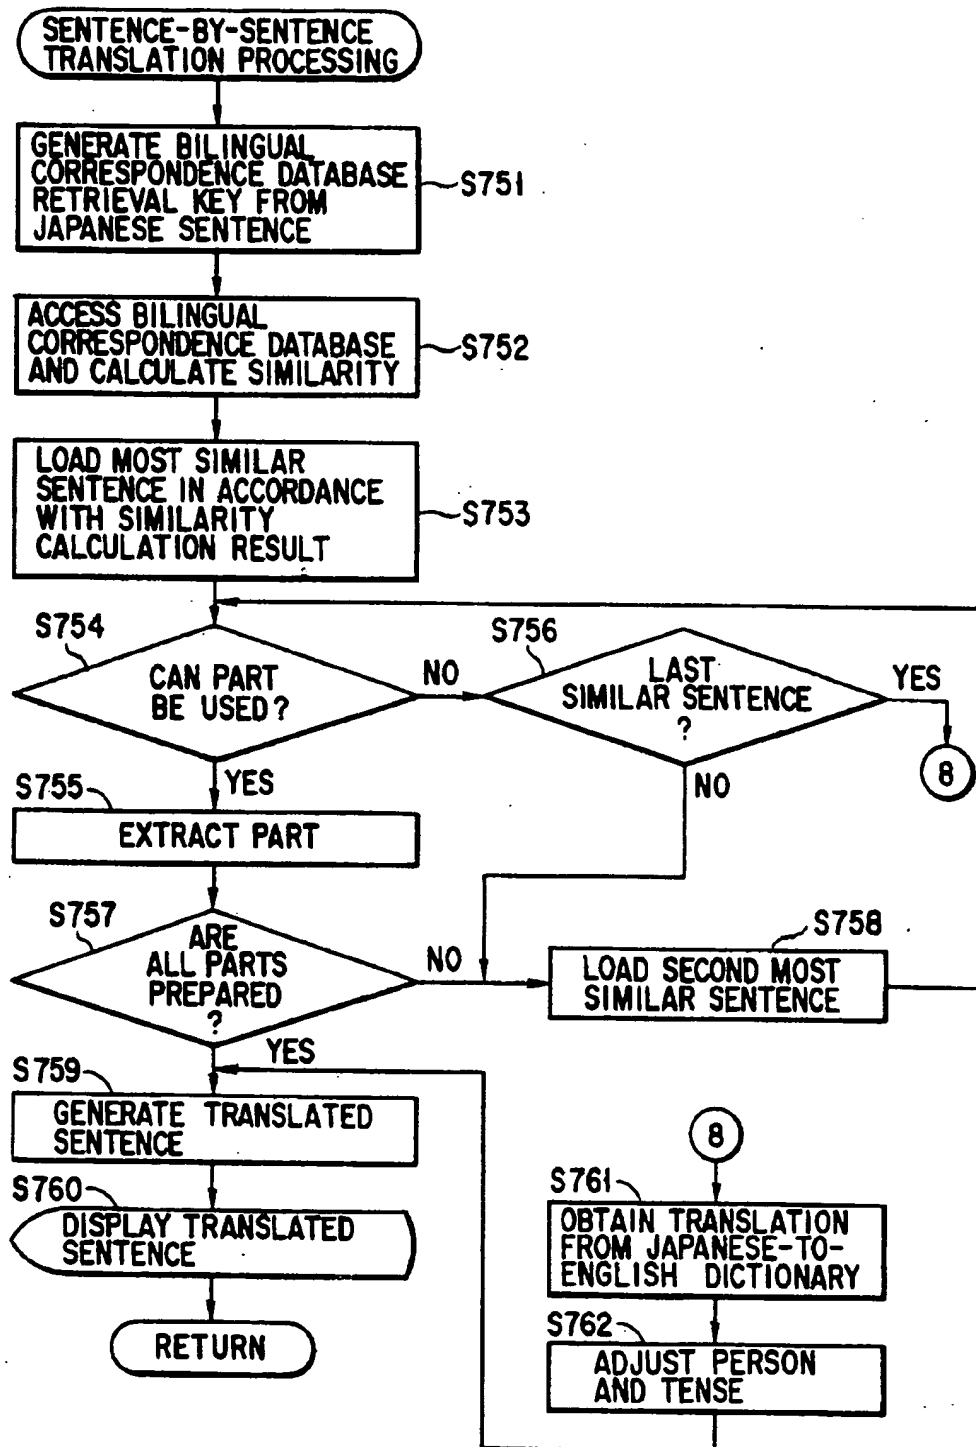 SENTENCE-BY-SENTENCE
TRANSLATION PROCESSING
GENERATE BILINGUAL
CORRESPONDENCE DATABASE
RETRIEVAL KEY FROM
JAPANESE SENTENCE
S751
ACCESS BILINGUAL
CORRESPONDENCE DATABASE
AND CALCULATE SIMILARITY
S752
LOAD MOST SIMILAR
SENTENCE IN ACCORDANCE
WITH SIMILARITY
CALCULATION RESULT
S753
S754
CAN PART
BE USED?
NO
YES
S756
LAST
SIMILAR SENTENCE
?
YES
8
NO
S755
EXTRACT PART
S757
ARE
ALL PARTS
PREPARED
?
NO
YES
S758
LOAD SECOND MOST
SIMILAR SENTENCE
S759
GENERATE TRANSLATED
SENTENCE
S760
DISPLAY TRANSLATED
SENTENCE
RETURN
8
S761
OBTAIN TRANSLATION
FROM JAPANESE-TO-
ENGLISH DICTIONARY
S762
ADJUST PERSON
AND TENSE